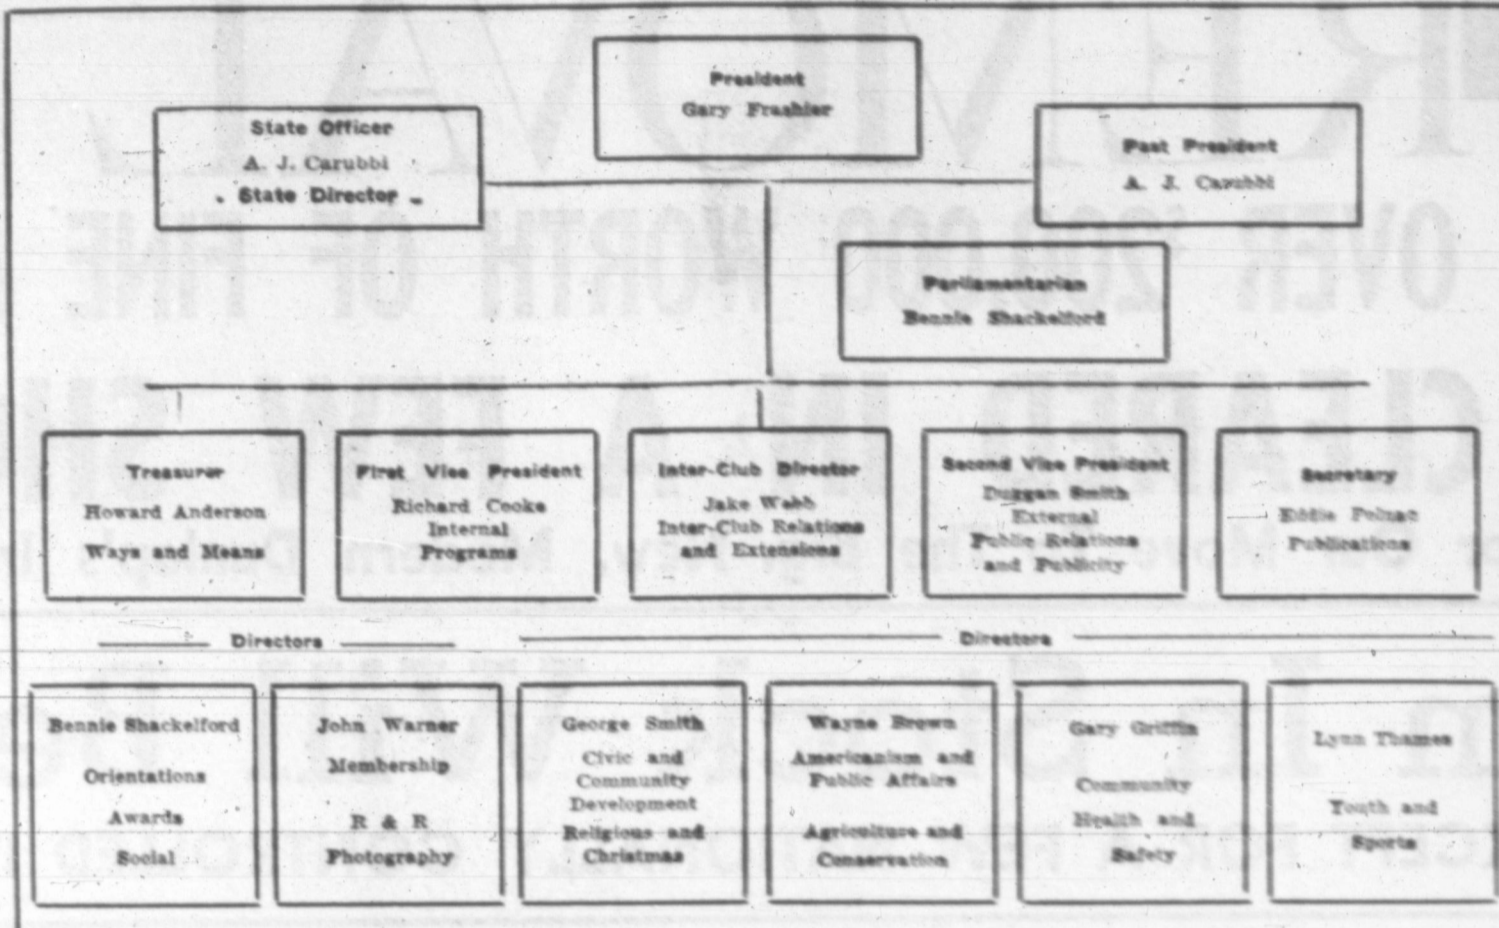 President
Gary Frashier
State Officer
A. J. Carubbi
State Director
Past President
A. J. Carubbi
Parliamentarian
Bennie Shackelford
Treasurer
Howard Anderson
Ways and Means
First Vice President
Richard Cooke
Internal
Programs
Inter-Club Director
Jake Webb
Inter-Club Relations
and Extensions
Second Vice President
Duggan Smith
External
Public Relations
and Publicity
Secretary
Eddie
Publications
Directors
Directors
Bennie Shackelford
Orientations
Awards
Social
John Warner
Membership
R & R
Photography
George Smith
Civic and
Community
Development
Religious and
Christmas
Wayne Brown
Americanism and
Public Affairs
Agriculture and
Conservation
Gary Griffin
Community
Health and
Safety
Lynn Thames
Youth and
Sports